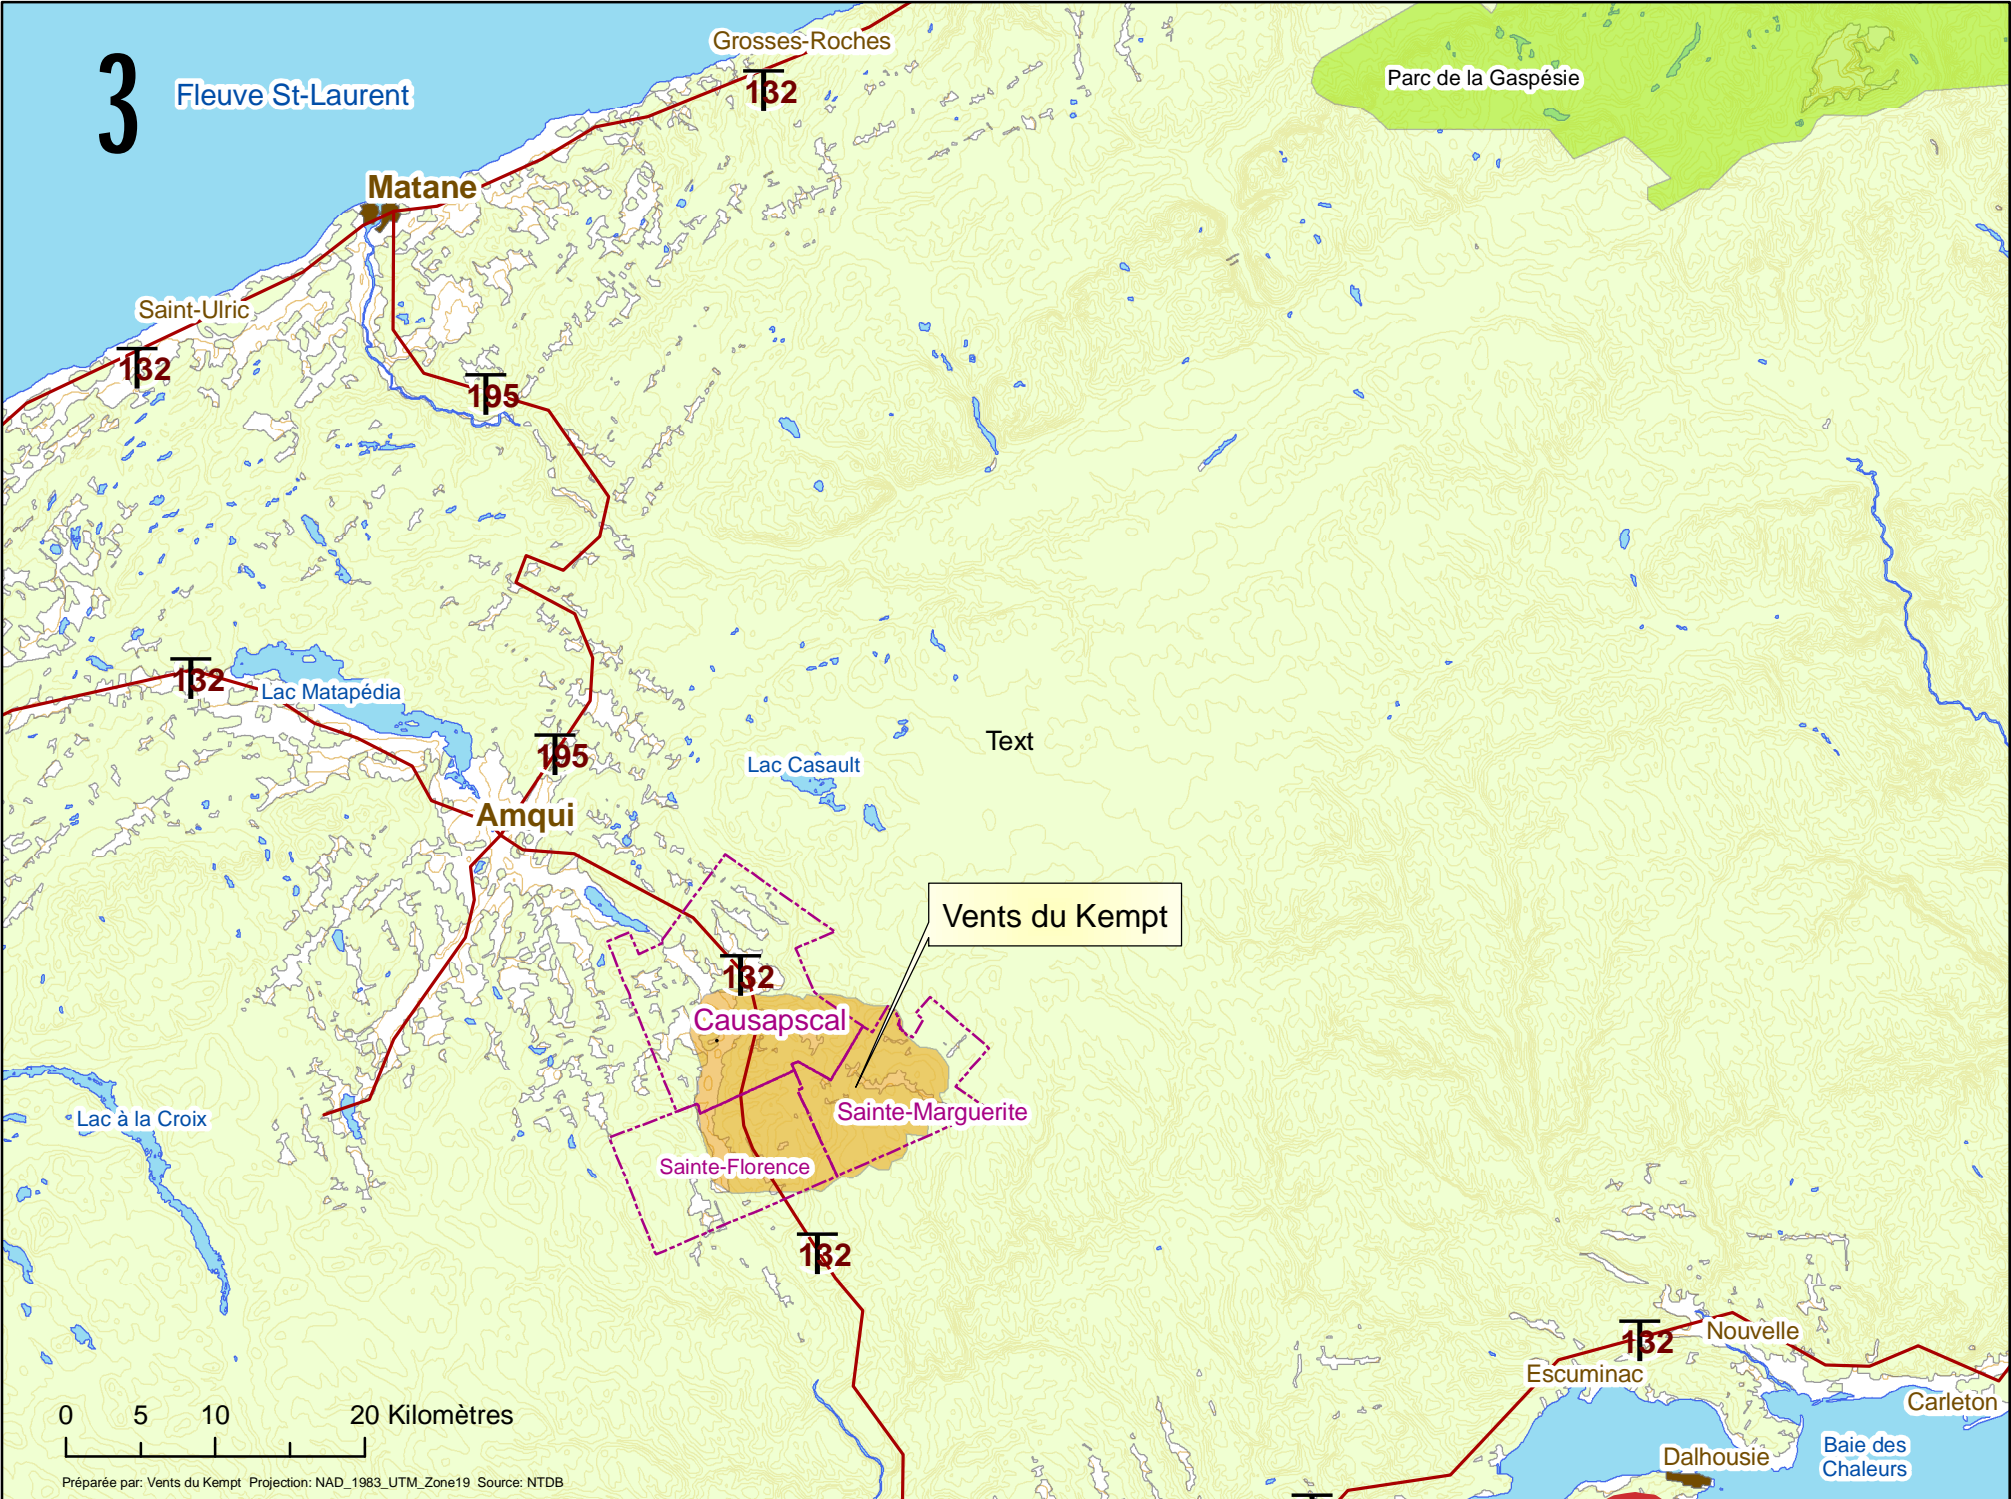 3
Fleuve St-Laurent
Grosses-Roches
132
Parc de la Gaspésie
Matane
Saint-Ulric
132
195
132
Lac Matapédia
195
Text
Lac Casault
Amqui
Vents du Kempt
132
Causapscal
Lac à la Croix
Sainte-Marguerite
Sainte-Florence
132
132
Nouvelle
Escuminac
Carleton
Dalhousie
Baie des
Chaleurs
0 5 10 20 Kilomètres
Préparée par: Vents du Kempt Projection: NAD_1983_UTM_Zone19 Source: NTDB